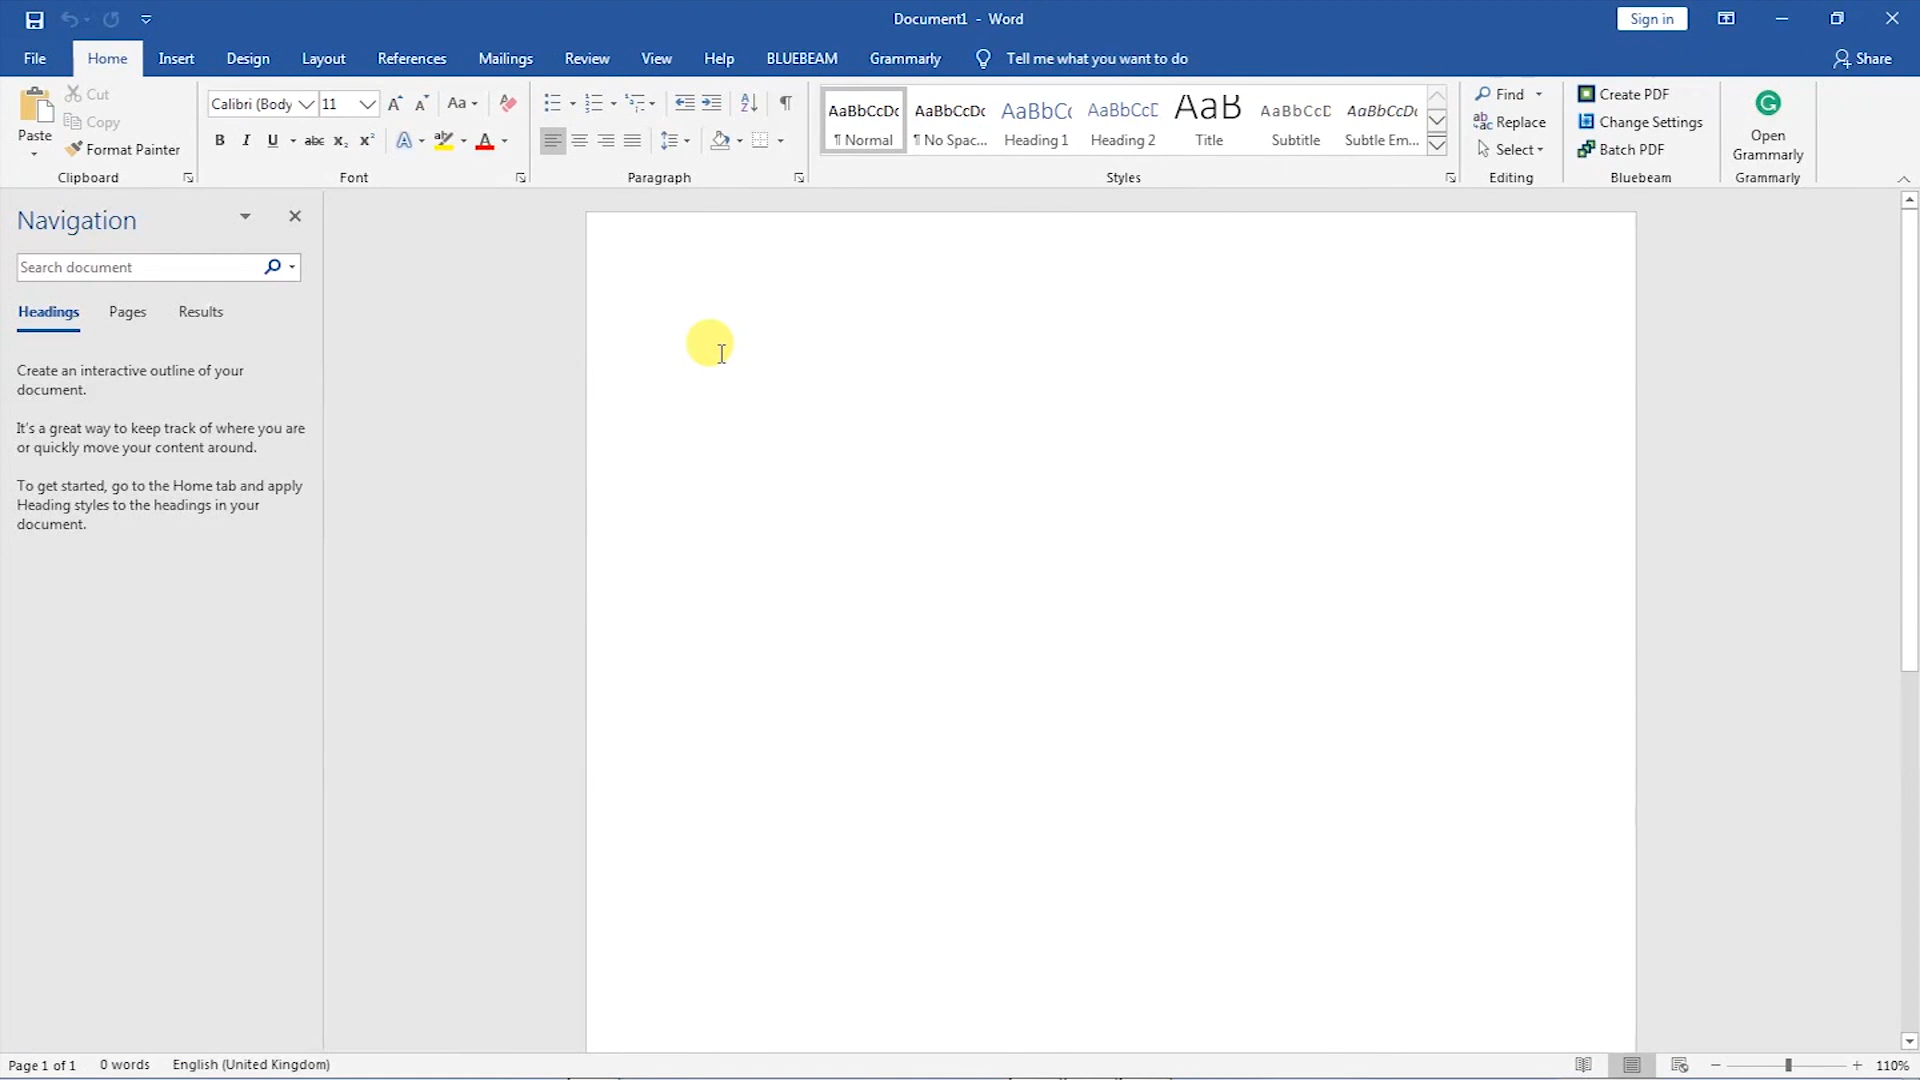 Document1 - Word
Sign in
File Home Insert Design Layout References Mailings Review View Help BLUEBEAM Grammarly Tell me what you want to do Share
Paste
Cut
Copy
Format Painter
Clipboard
Calibri (Body 11
Aa
B I U abc x₂ x²
A
Font
Paragraph
AaBbCcDc AaBbCcDc AaBbCc AaBbCcD AaB AaBbCcD AaBbCcDc
¶ Normal ¶ No Spac... Heading 1 Heading 2 Title Subtitle Subtle Em...
Styles
Find
Replace
Select
Editing
Create PDF
Change Settings
Batch PDF
Bluebeam
Open
Grammarly
Grammarly
Navigation
Search document
Headings Pages Results
Create an interactive outline of your
document.
It's a great way to keep track of where you are
or quickly move your content around.
To get started, go to the Home tab and apply
Heading styles to the headings in your
document.
Page 1 of 1 0 words English (United Kingdom) 110%